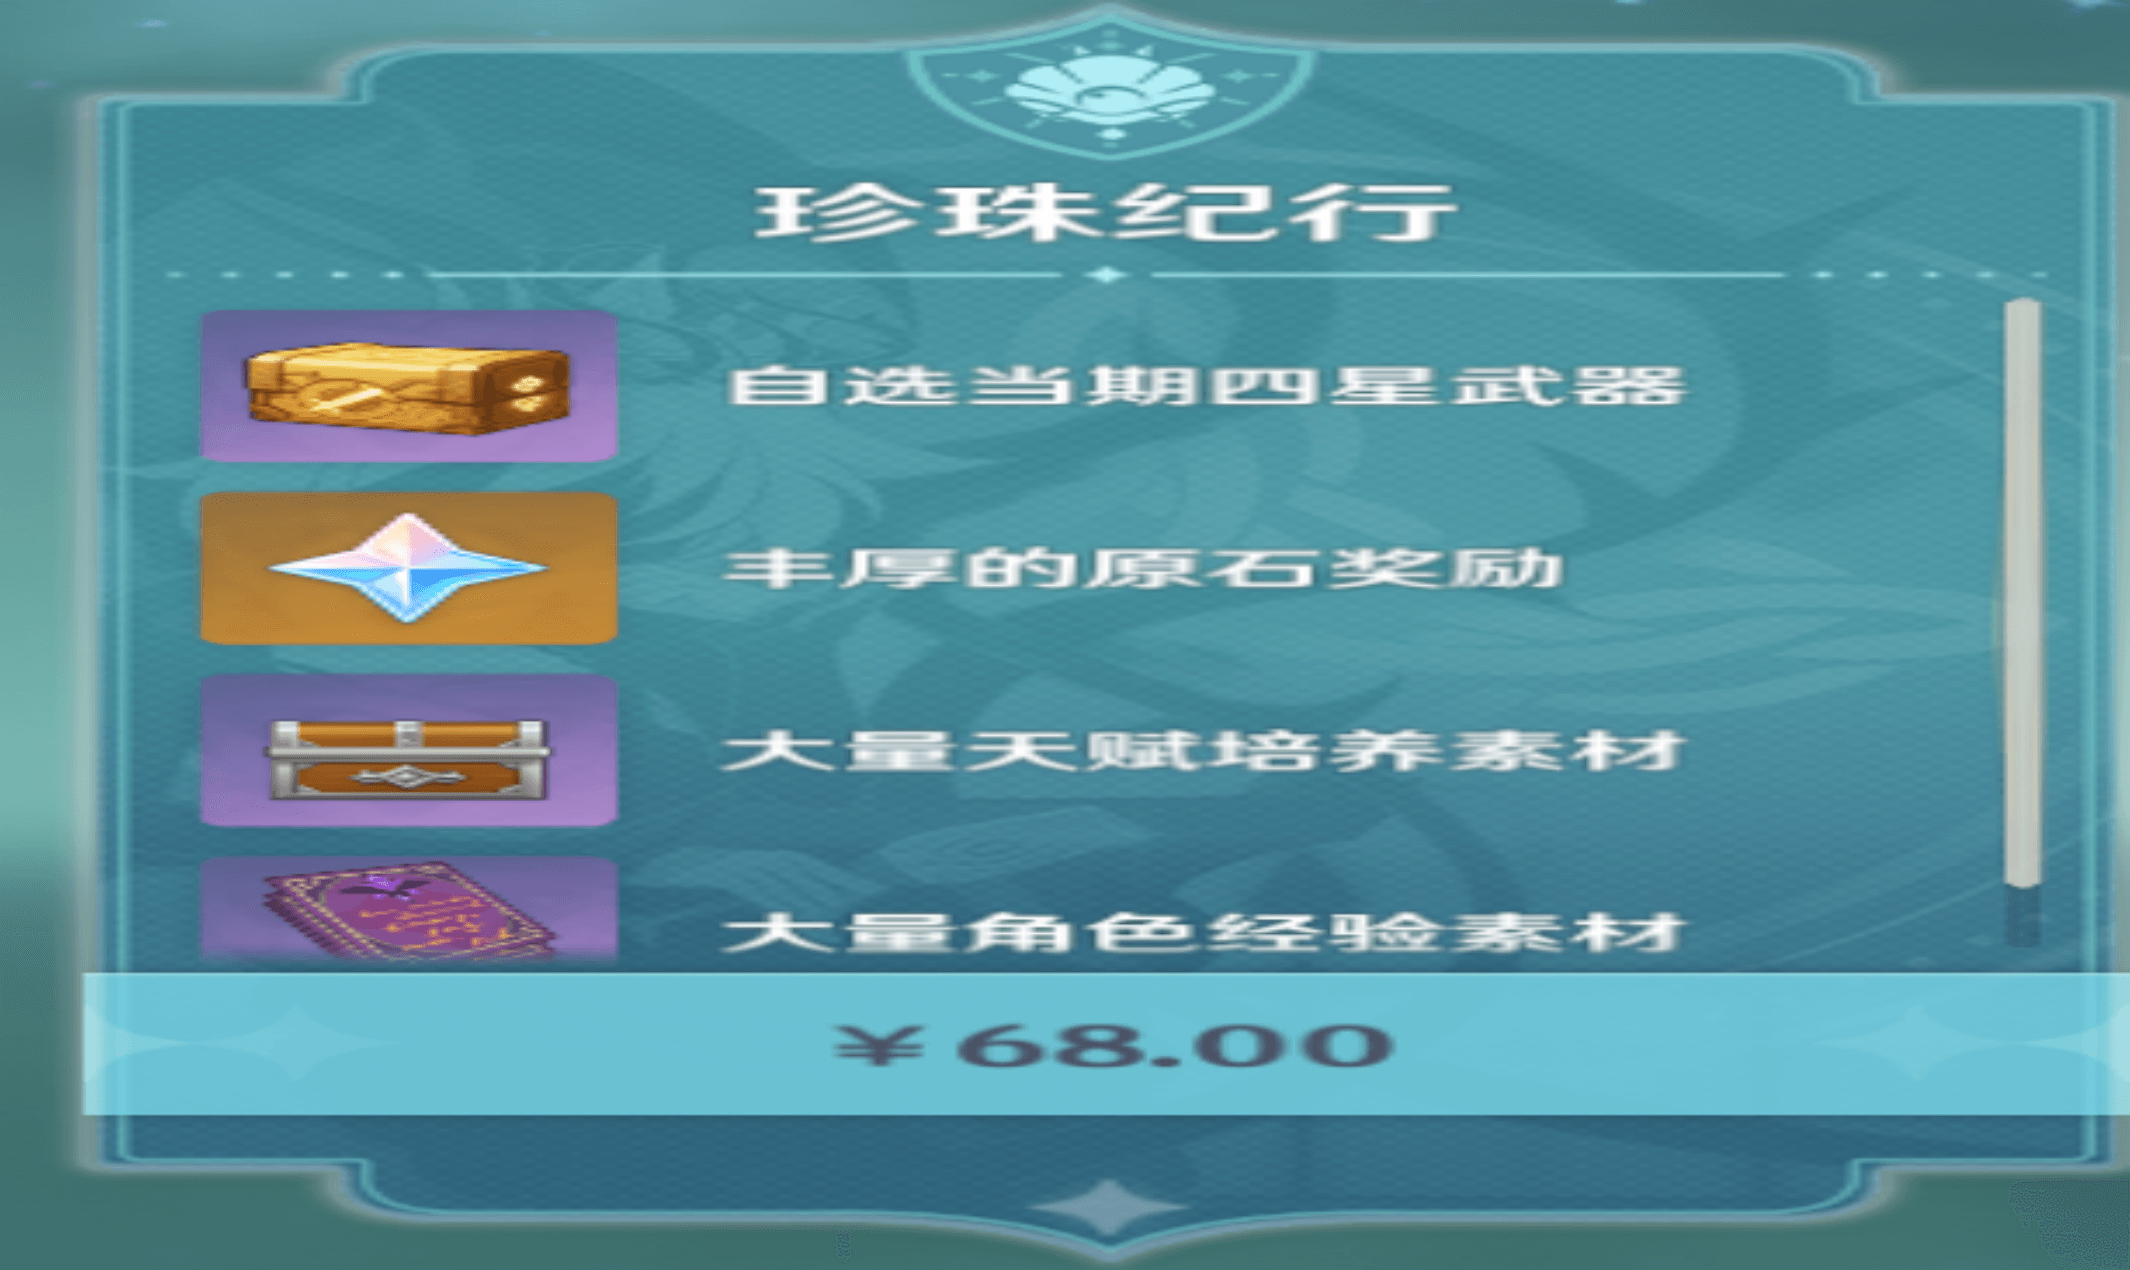 珍珠纪行
自选当期四星武器
丰厚的原石奖励
大量天赋培养素材
大量角色经验素材
￥68.00